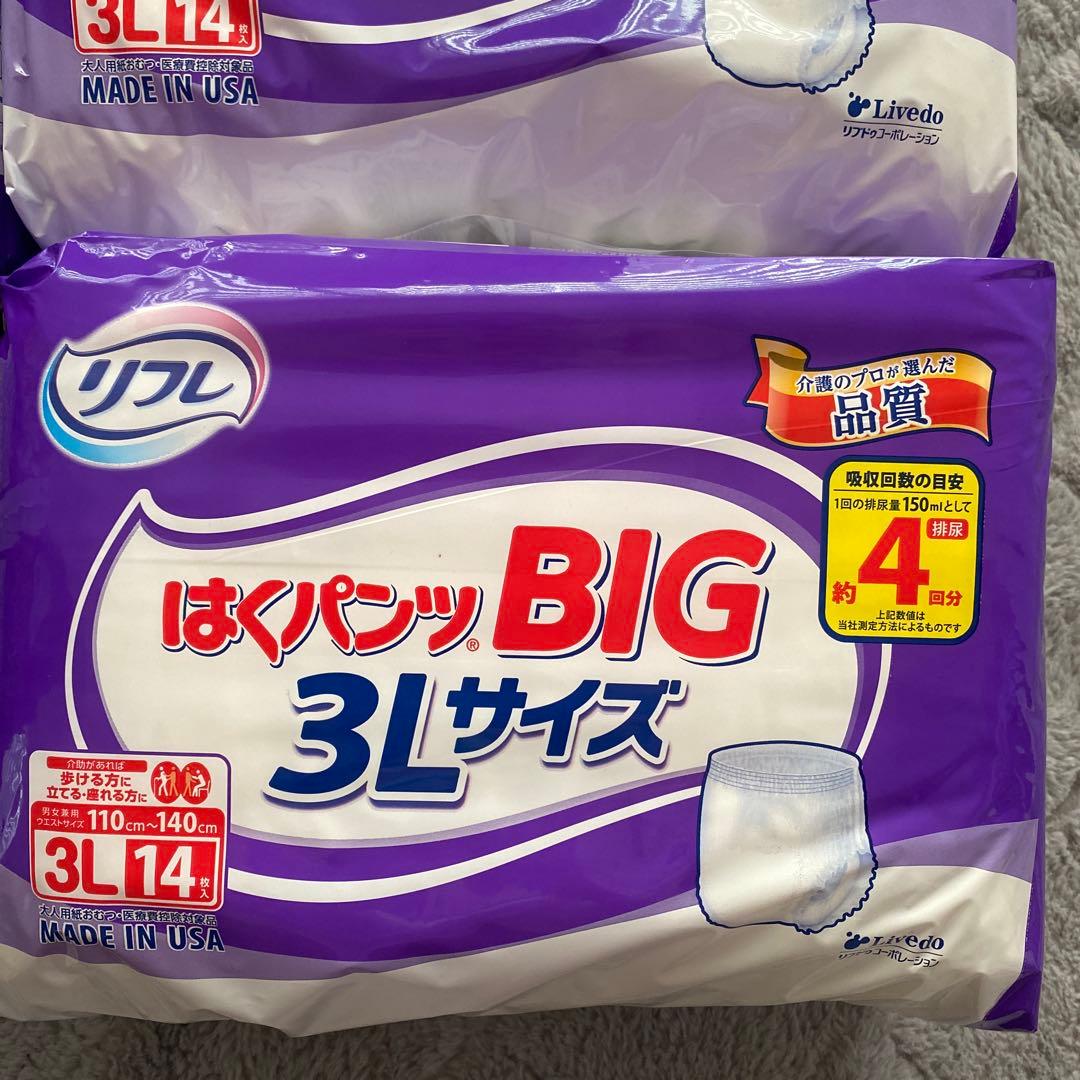 3L 14枚入
大人用紙おむつ・医療費控除対象品
MADE IN USA
Livedo
リブドゥコーポレーション
リフレ
介護のプロが選んだ
品質
吸収回数の目安
1回の排尿量150mlとして
排尿
約4回分
上記数値は
当社測定方法によるものです
はくパンツ® BIG
3Lサイズ
介助があれば
歩ける方に
立てる・座れる方に
男女兼用
ウエストサイズ 110cm〜140cm
3L 14枚入
大人用紙おむつ・医療費控除対象品
MADE IN USA
Livedo
リブドゥコーポレーション